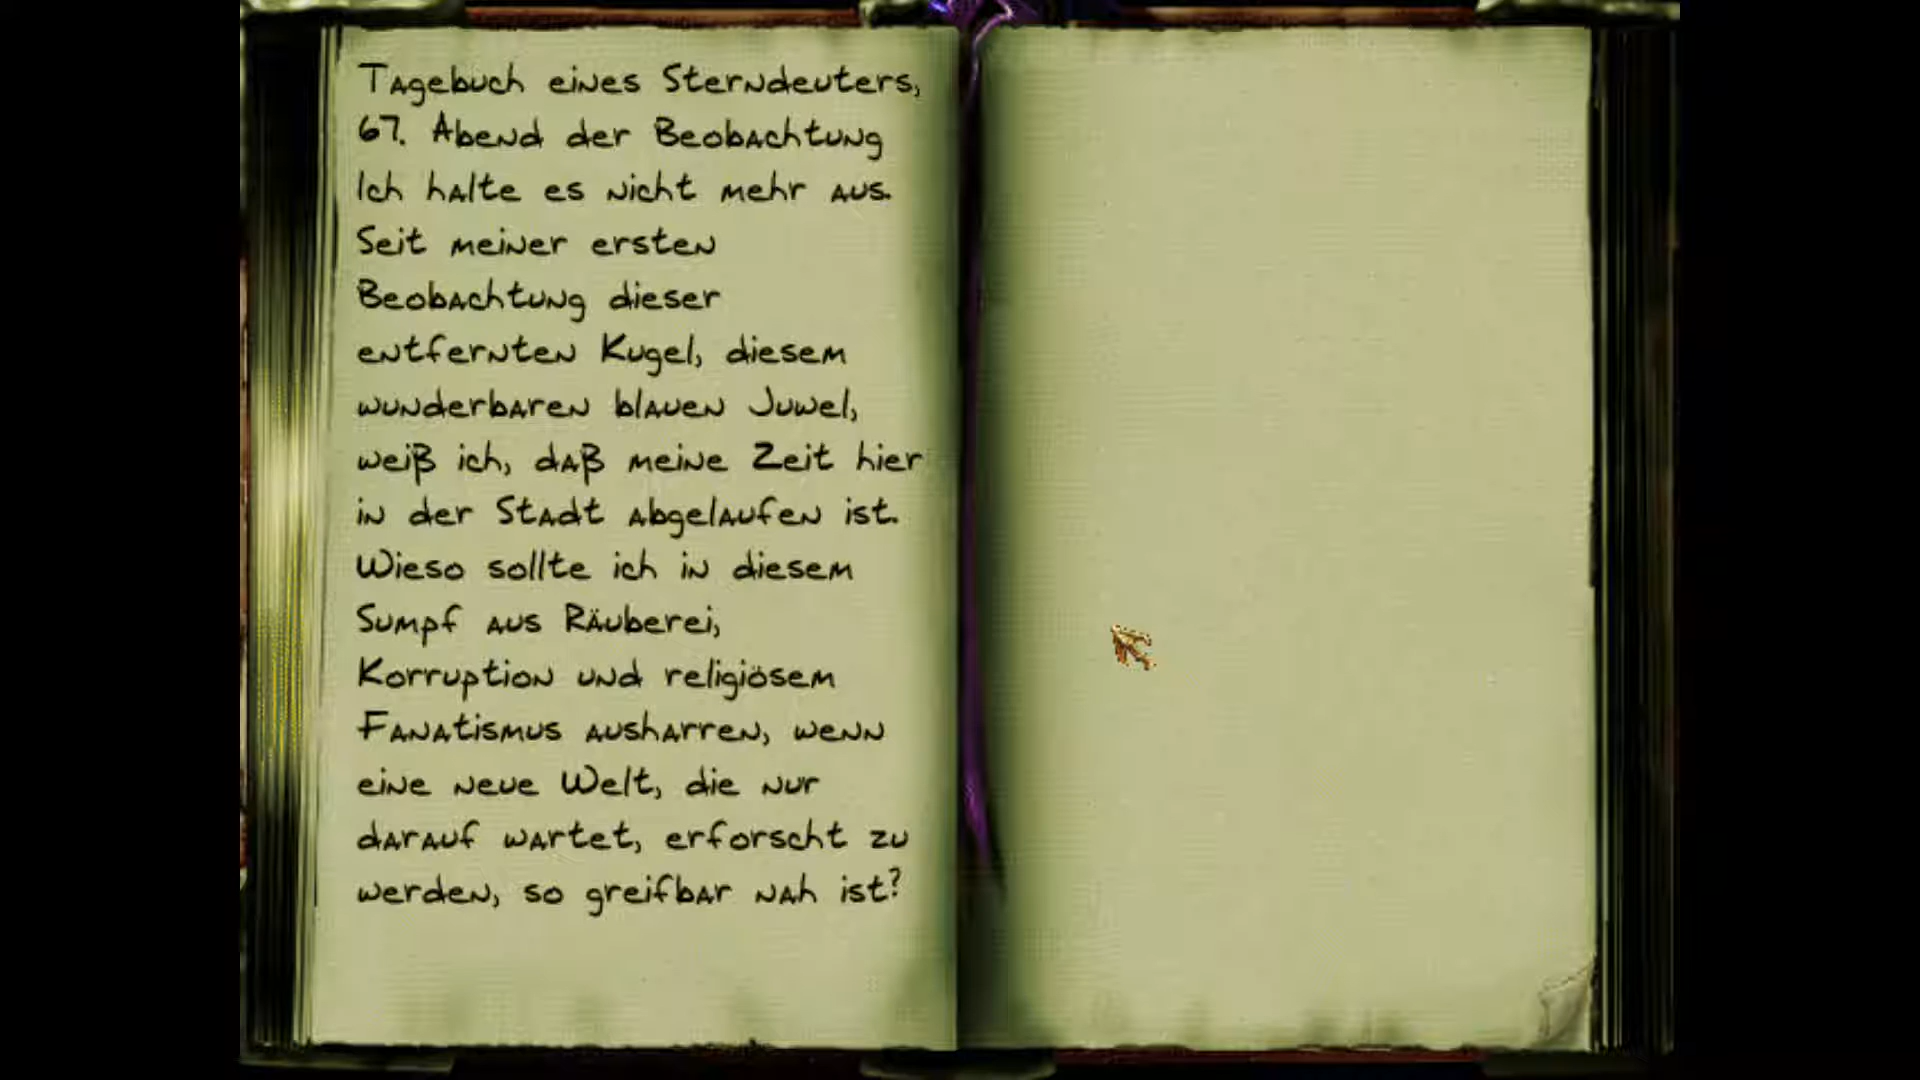 Tagebuch eines Sterndeuters,
67. Abend der Beobachtung
Ich halte es nicht mehr aus.
Seit meiner ersten
Beobachtung dieser
entfernten Kugel, diesem
wunderbaren blauen Juwel,
weiß ich, daß meine Zeit hier
in der Stadt abgelaufen ist.
Wieso sollte ich in diesem
Sumpf aus Räuberei,
Korruption und religiösem
Fanatismus ausharren, wenn
eine neue Welt, die nur
darauf wartet, erforscht zu
werden, so greifbar nah ist?